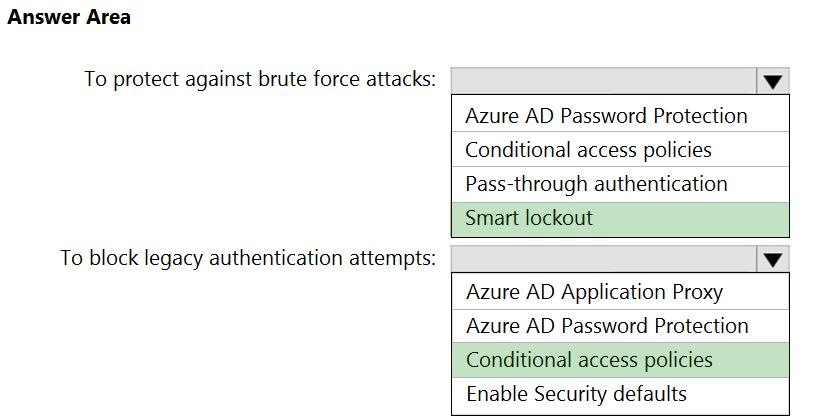 Answer Area
To protect against brute force attacks:
Azure AD Password Protection
Conditional access policies
Pass-through authentication
Smart lockout
To block legacy authentication attempts:
Azure AD Application Proxy
Azure AD Password Protection
Conditional access policies
Enable Security defaults